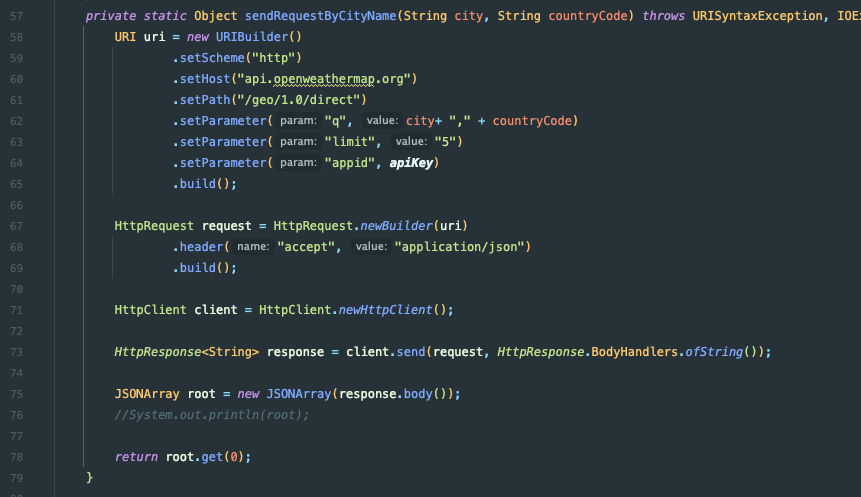 57 private static Object sendRequestByCityName(String city, String countryCode) throws URISyntaxException, IOEx
58 URI uri = new URIBuilder()
59 .setScheme("http")
60 .setHost("api.openweathermap.org")
61 .setPath("/geo/1.0/direct")
62 .setParameter( param: "q", value: city+ "," + countryCode)
63 .setParameter( param: "limit", value: "5")
64 .setParameter( param: "appid", apiKey)
65 .build();
66
67 HttpRequest request = HttpRequest.newBuilder(uri)
68 .header( name: "accept", value: "application/json")
69 .build();
70
71 HttpClient client = HttpClient.newHttpClient();
72
73 HttpResponse<String> response = client.send(request, HttpResponse.BodyHandlers.ofString());
74
75 JSONArray root = new JSONArray(response.body());
76 //System.out.println(root);
77
78 return root.get(0);
79 }